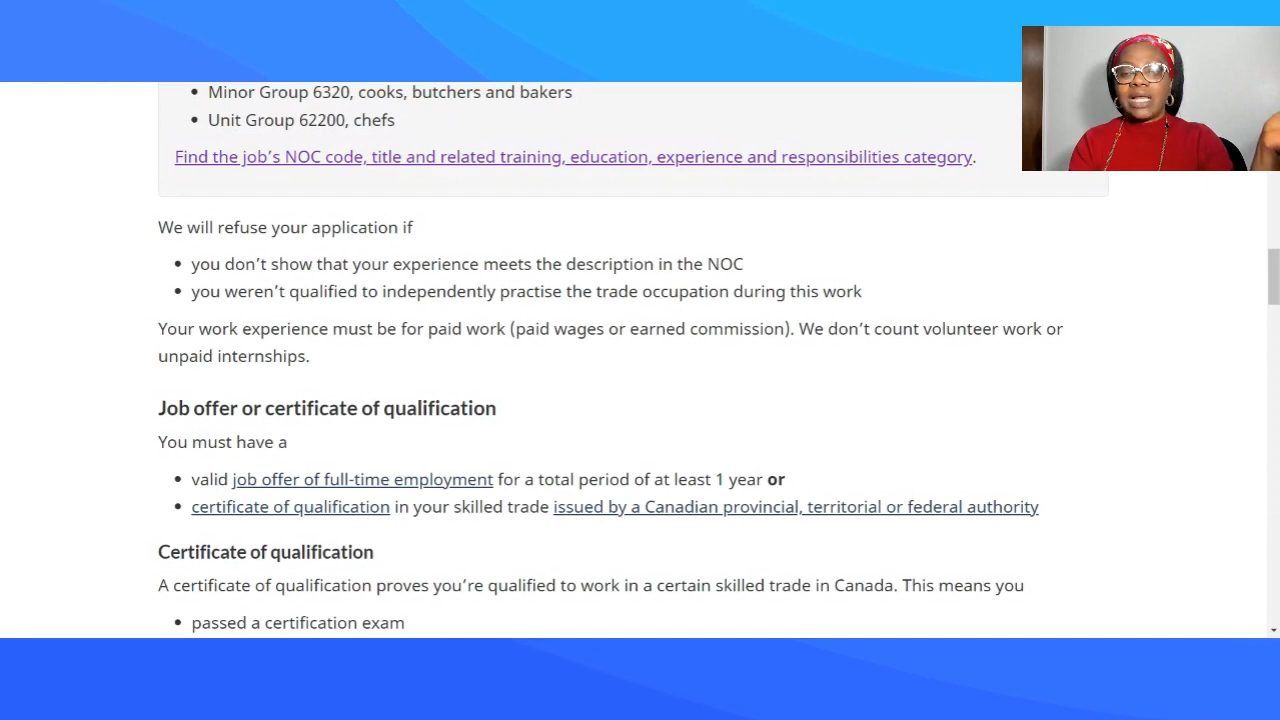 Minor Group 6320, cooks, butchers and bakers
Unit Group 62200, chefs
Find the job’s NOC code, title and related training, education, experience and responsibilities category.
We will refuse your application if
you don’t show that your experience meets the description in the NOC
you weren’t qualified to independently practise the trade occupation during this work
Your work experience must be for paid work (paid wages or earned commission). We don’t count volunteer work or
unpaid internships.
Job offer or certificate of qualification
You must have a
valid job offer of full-time employment for a total period of at least 1 year or
certificate of qualification in your skilled trade issued by a Canadian provincial, territorial or federal authority
Certificate of qualification
A certificate of qualification proves you’re qualified to work in a certain skilled trade in Canada. This means you
passed a certification exam